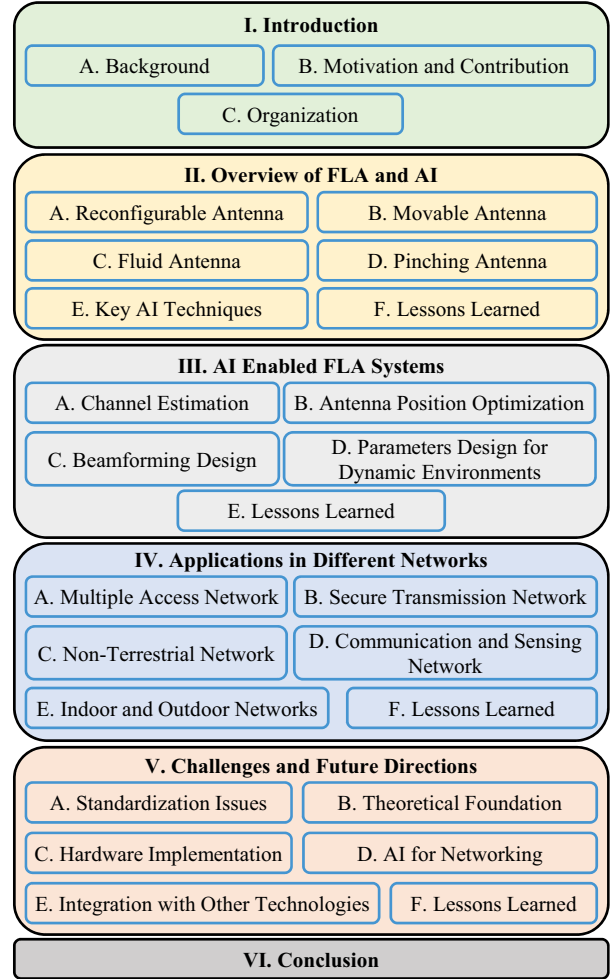 I. Introduction
A. Background
B. Motivation and Contribution
C. Organization
II. Overview of FLA and AI
A. Reconfigurable Antenna
B. Movable Antenna
C. Fluid Antenna
D. Pinching Antenna
E. Key AI Techniques
F. Lessons Learned
III. AI Enabled FLA Systems
A. Channel Estimation
B. Antenna Position Optimization
C. Beamforming Design
D. Parameters Design for
Dynamic Environments
E. Lessons Learned
IV. Applications in Different Networks
A. Multiple Access Network
B. Secure Transmission Network
C. Non-Terrestrial Network
D. Communication and Sensing
Network
E. Indoor and Outdoor Networks
F. Lessons Learned
V. Challenges and Future Directions
A. Standardization Issues
B. Theoretical Foundation
C. Hardware Implementation
D. AI for Networking
E. Integration with Other Technologies
F. Lessons Learned
VI. Conclusion